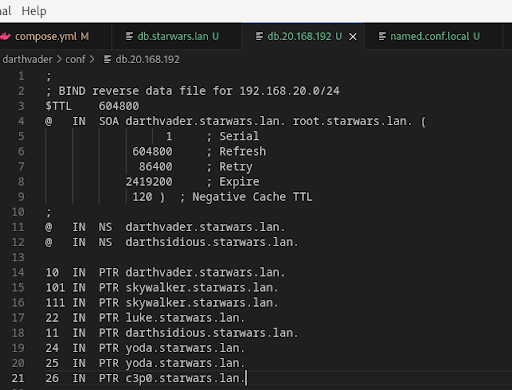 nal Help
compose.yml M db.starwars.lan U db.20.168.192 U × named.conf.local U
darthvader > conf > db.20.168.192
1 ;
2 ; BIND reverse data file for 192.168.20.0/24
3 $TTL 604800
4 @ IN SOA darthvader.starwars.lan. root.starwars.lan. (
5 1 ; Serial
6 604800 ; Refresh
7 86400 ; Retry
8 2419200 ; Expire
9 120 ) ; Negative Cache TTL
10 ;
11 @ IN NS darthvader.starwars.lan.
12 @ IN NS darthsidious.starwars.lan.
13
14 10 IN PTR darthvader.starwars.lan.
15 101 IN PTR skywalker.starwars.lan.
16 111 IN PTR skywalker.starwars.lan.
17 22 IN PTR luke.starwars.lan.
18 11 IN PTR darthsidious.starwars.lan.
19 24 IN PTR yoda.starwars.lan.
20 25 IN PTR yoda.starwars.lan.
21 26 IN PTR c3p0.starwars.lan.